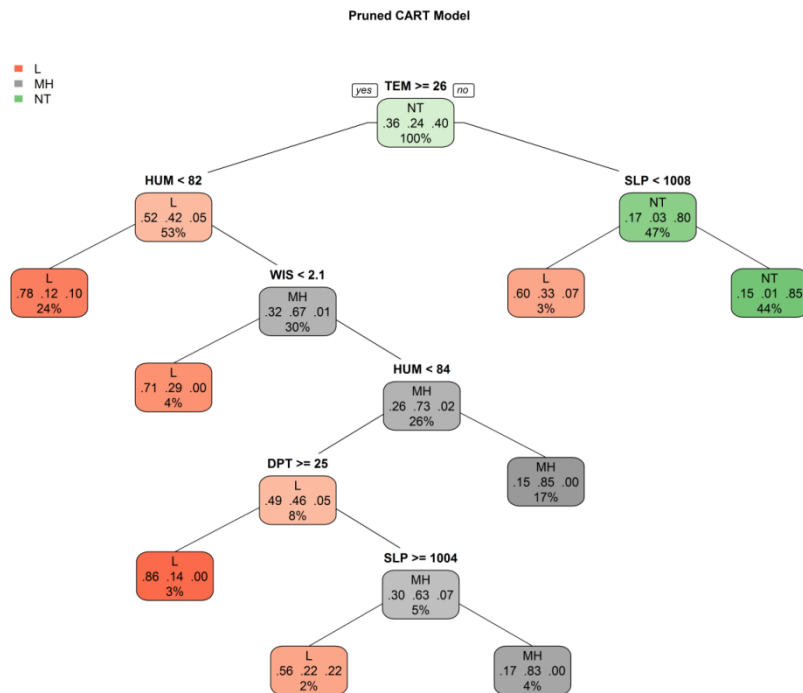 Pruned CART Model
L
MH
NT
yes TEM >= 26 no
NT
.36 .24 .40
100%
HUM < 82
SLP < 1008
L
.52 .42 .05
53%
NT
.17 .03 .80
47%
WIS < 2.1
L
.78 .12 .10
24%
MH
.32 .67 .01
30%
L
.60 .33 .07
3%
NT
.15 .01 .85
44%
HUM < 84
L
.71 .29 .00
4%
MH
.26 .73 .02
26%
DPT >= 25
L
.49 .46 .05
8%
MH
.15 .85 .00
17%
SLP >= 1004
L
.86 .14 .00
3%
MH
.30 .63 .07
5%
L
.56 .22 .22
2%
MH
.17 .83 .00
4%